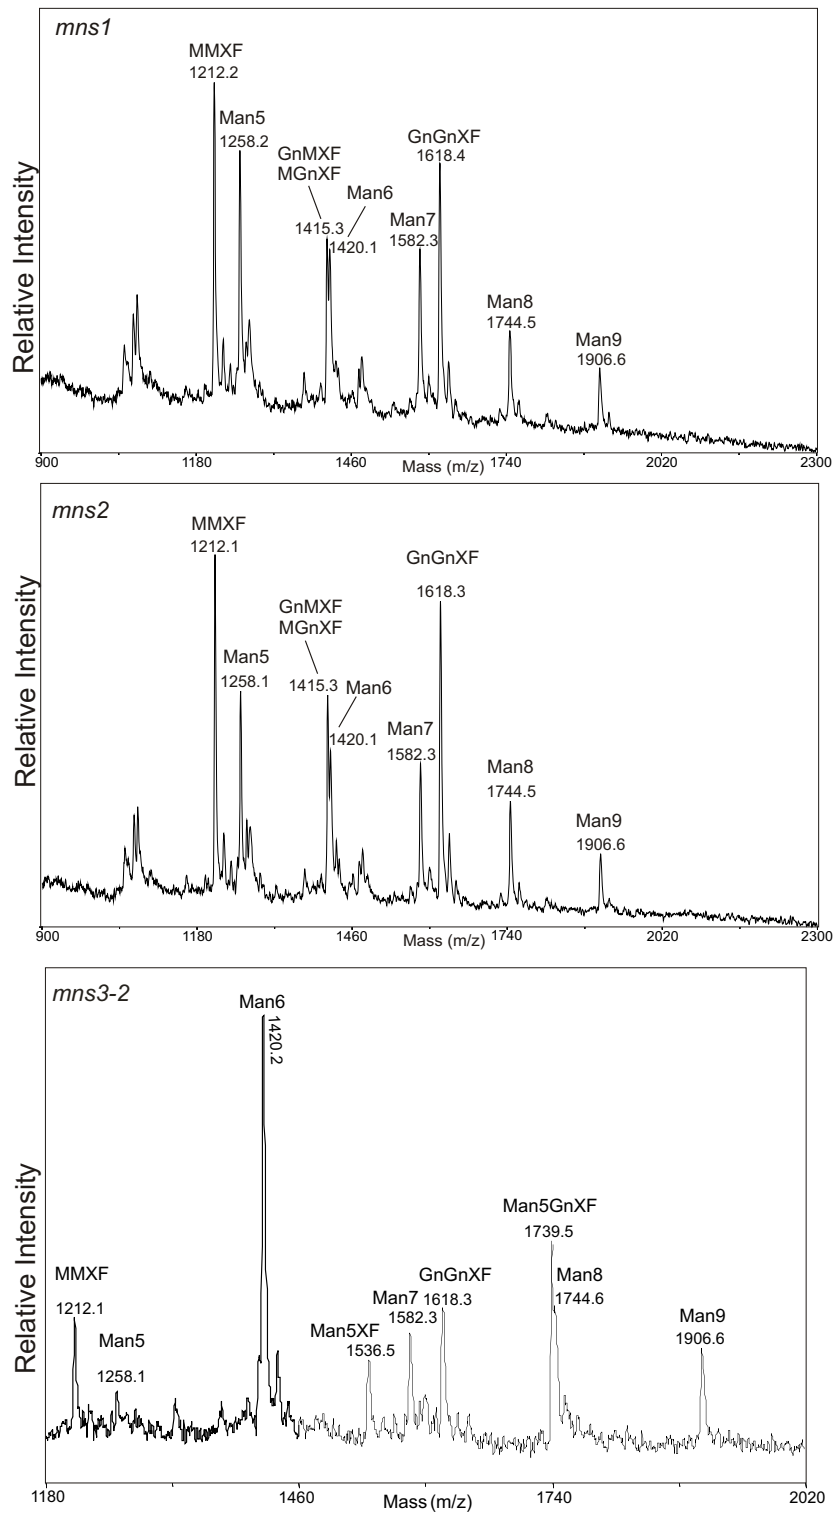 mns1
MMXF
1212.2
Man5
1258.2
GnMXF
MGnXF
1415.3
Man6
1420.1
Man7
1582.3
GnGnXF
1618.4
Man8
1744.5
Man9
1906.6
Relative Intensity
900 1180 1460 1740 2020 2300
Mass (m/z)
mns2
MMXF
1212.1
Man5
1258.1
GnMXF
MGnXF
1415.3
Man6
1420.1
Man7
1582.3
GnGnXF
1618.3
Man8
1744.5
Man9
1906.6
Relative Intensity
900 1180 1460 1740 2020 2300
Mass (m/z)
mns3-2
MMXF
1212.1
Man5
1258.1
Man6
1420.2
Man5XF
1536.5
Man7
1582.3
GnGnXF
1618.3
Man5GnXF
1739.5
Man8
1744.6
Man9
1906.6
Relative Intensity
1180 1460 1740 2020
Mass (m/z)